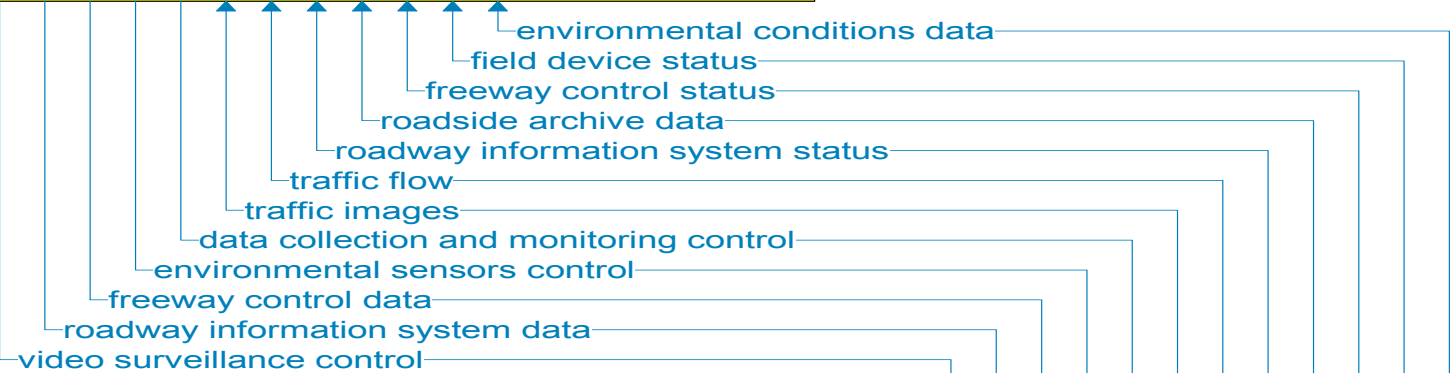 environmental conditions data
field device status
freeway control status
roadside archive data
roadway information system status
traffic flow
traffic images
data collection and monitoring control
environmental sensors control
freeway control data
roadway information system data
video surveillance control